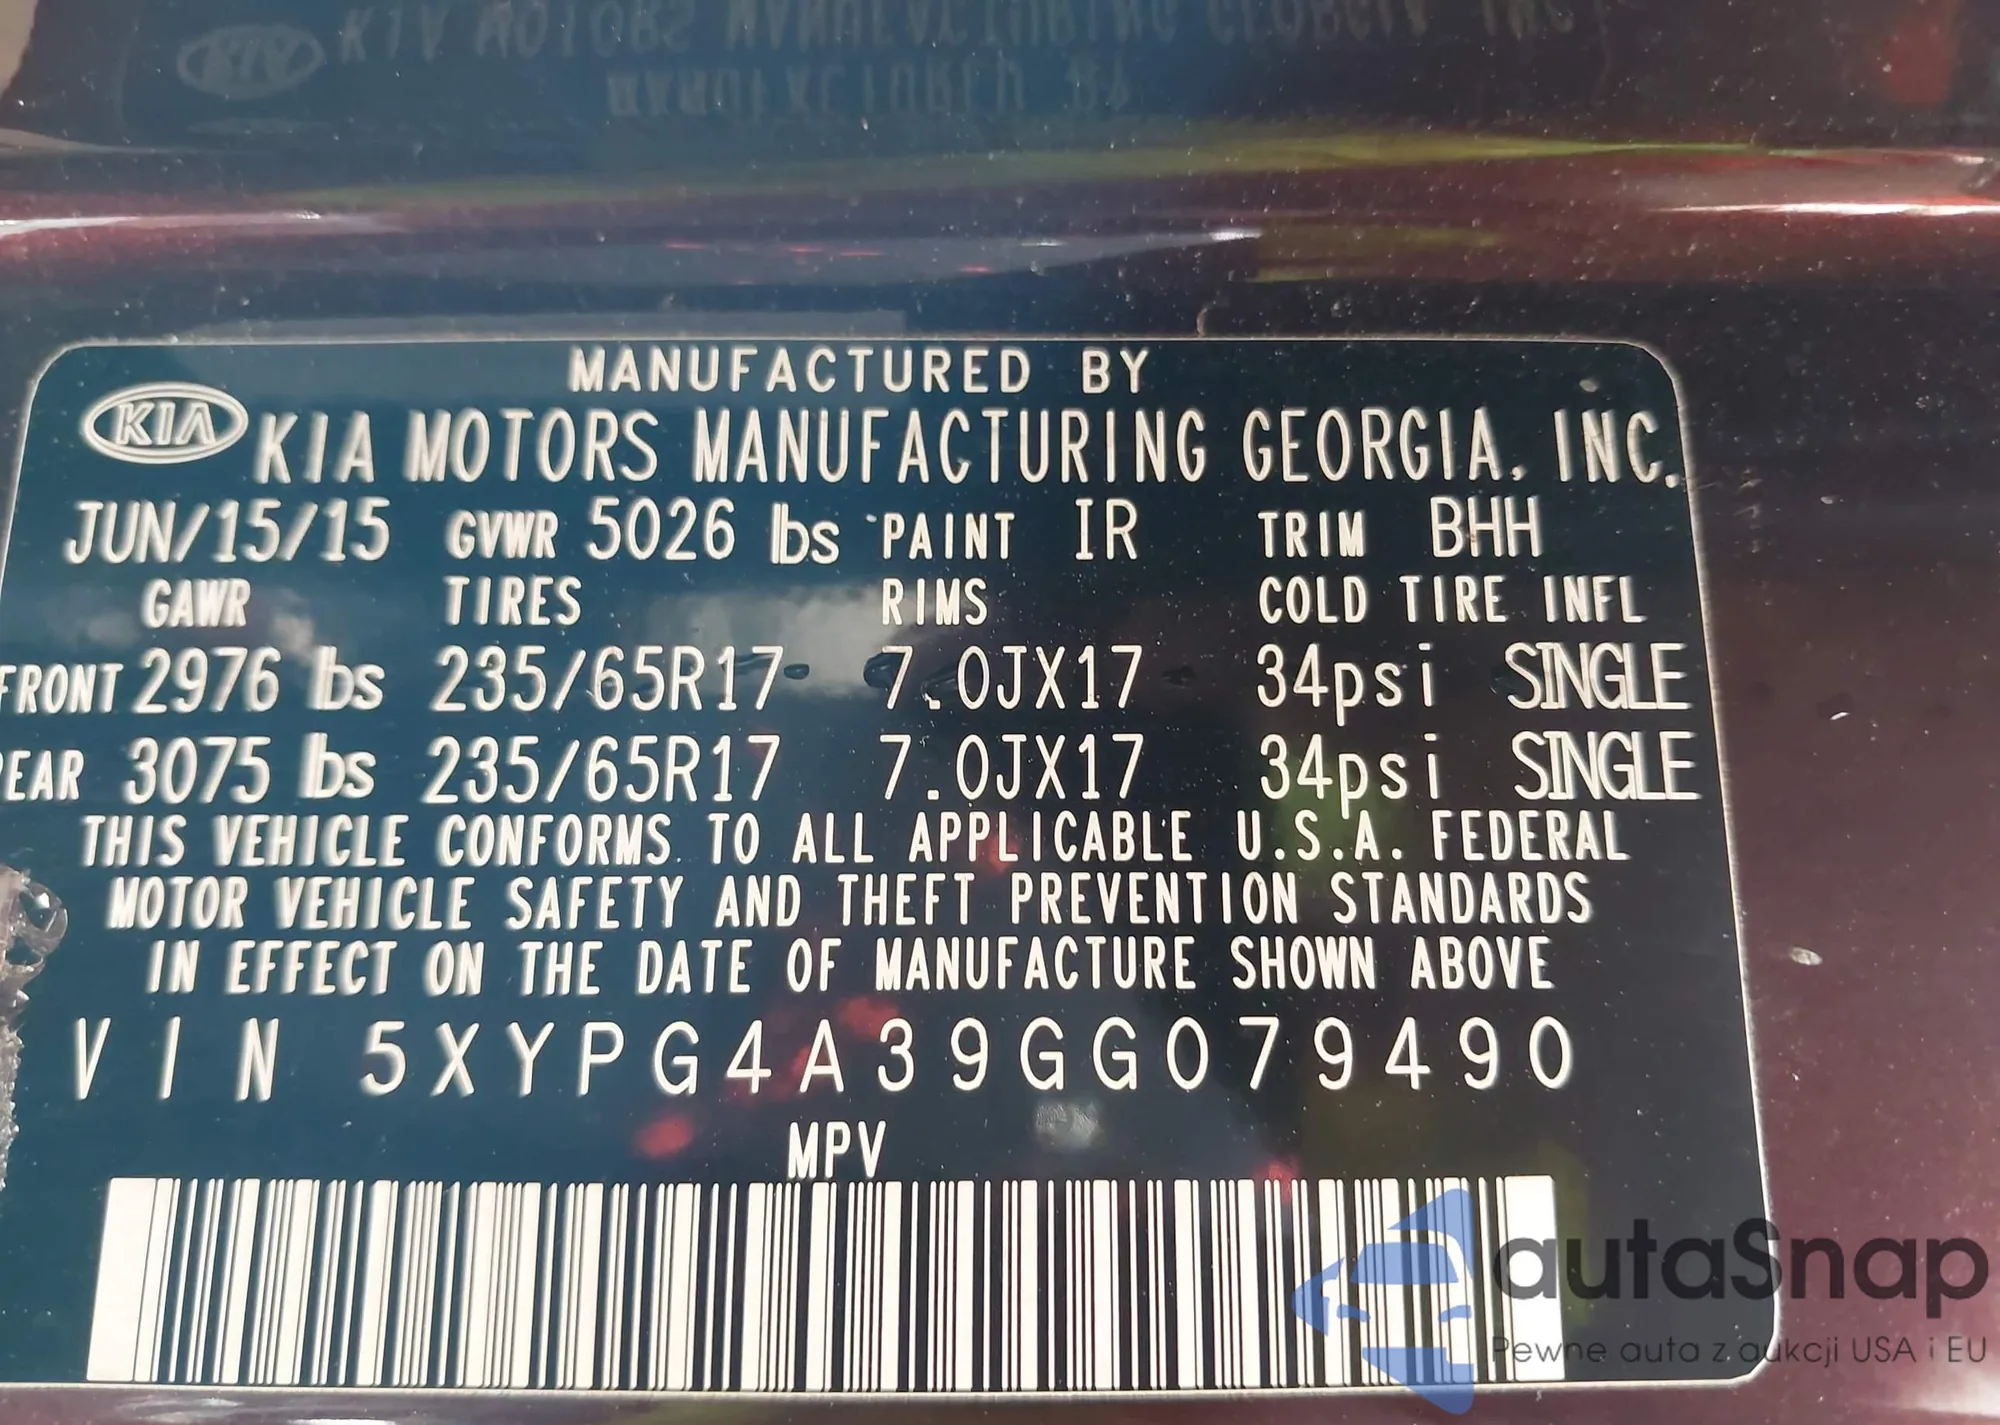 MANUFACTURED BY
KIA KIA MOTORS MANUFACTURING GEORGIA, INC.
JUN/15/15 GVWR 5026 lbs PAINT IR TRIM BHH
GAWR TIRES RIMS COLD TIRE INFL
FRONT 2976 lbs 235/65R17 7.0JX17 34psi SINGLE
REAR 3075 lbs 235/65R17 7.0JX17 34psi SINGLE
THIS VEHICLE CONFORMS TO ALL APPLICABLE U.S.A. FEDERAL
MOTOR VEHICLE SAFETY AND THEFT PREVENTION STANDARDS
IN EFFECT ON THE DATE OF MANUFACTURE SHOWN ABOVE
VIN 5XYPG4A39GG079490
MPV
autaSnap
Pewne auta z aukcji USA i EU